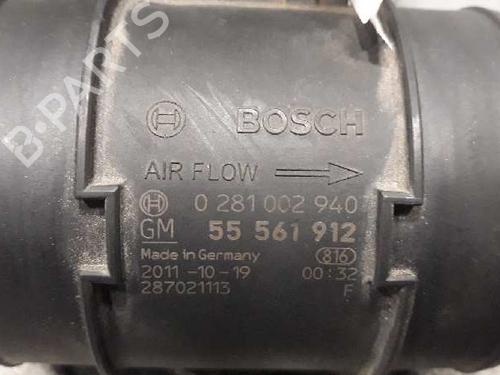 B-PARTS
BOSCH
AIR FLOW
0 281 002 940
GM 55 561 912
Made in Germany 816
2011-10-19 00:32
287021113 F